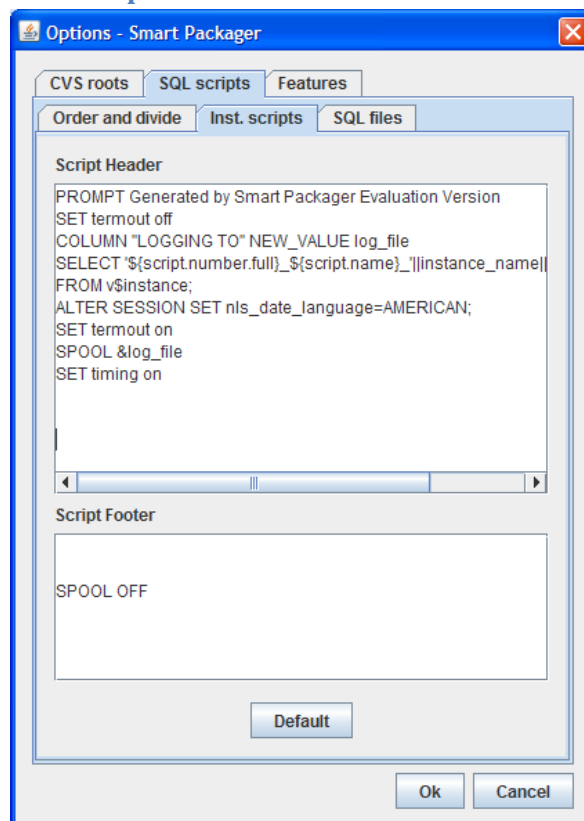 Options - Smart Packager
CVS roots SQL scripts Features
Order and divide Inst. scripts SQL files
Script Header
PROMPT Generated by Smart Packager Evaluation Version
SET termout off
COLUMN "LOGGING TO" NEW_VALUE log_file
SELECT '${script.number.full}_${script.name}_'||instance_name||
FROM v$instance;
ALTER SESSION SET nls_date_language=AMERICAN;
SET termout on
SPOOL &log_file
SET timing on
Script Footer
SPOOL OFF
Default
Ok Cancel